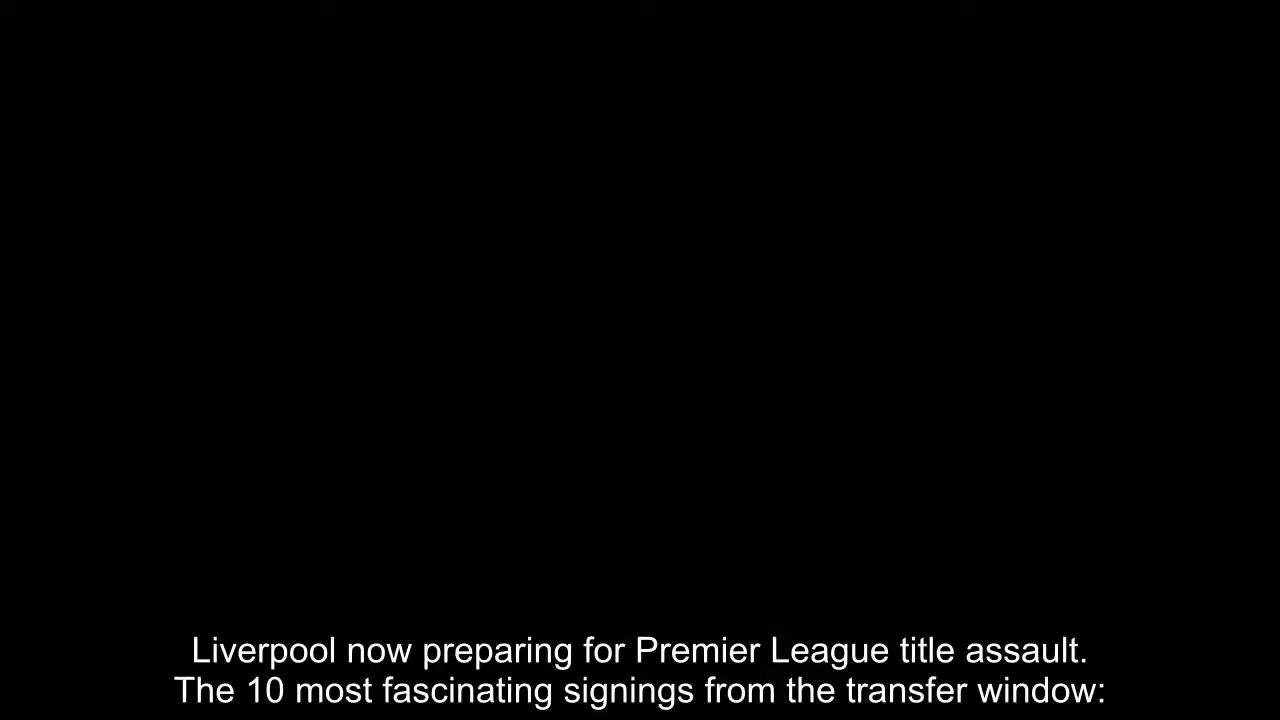 Liverpool now preparing for Premier League title assault.
The 10 most fascinating signings from the transfer window: